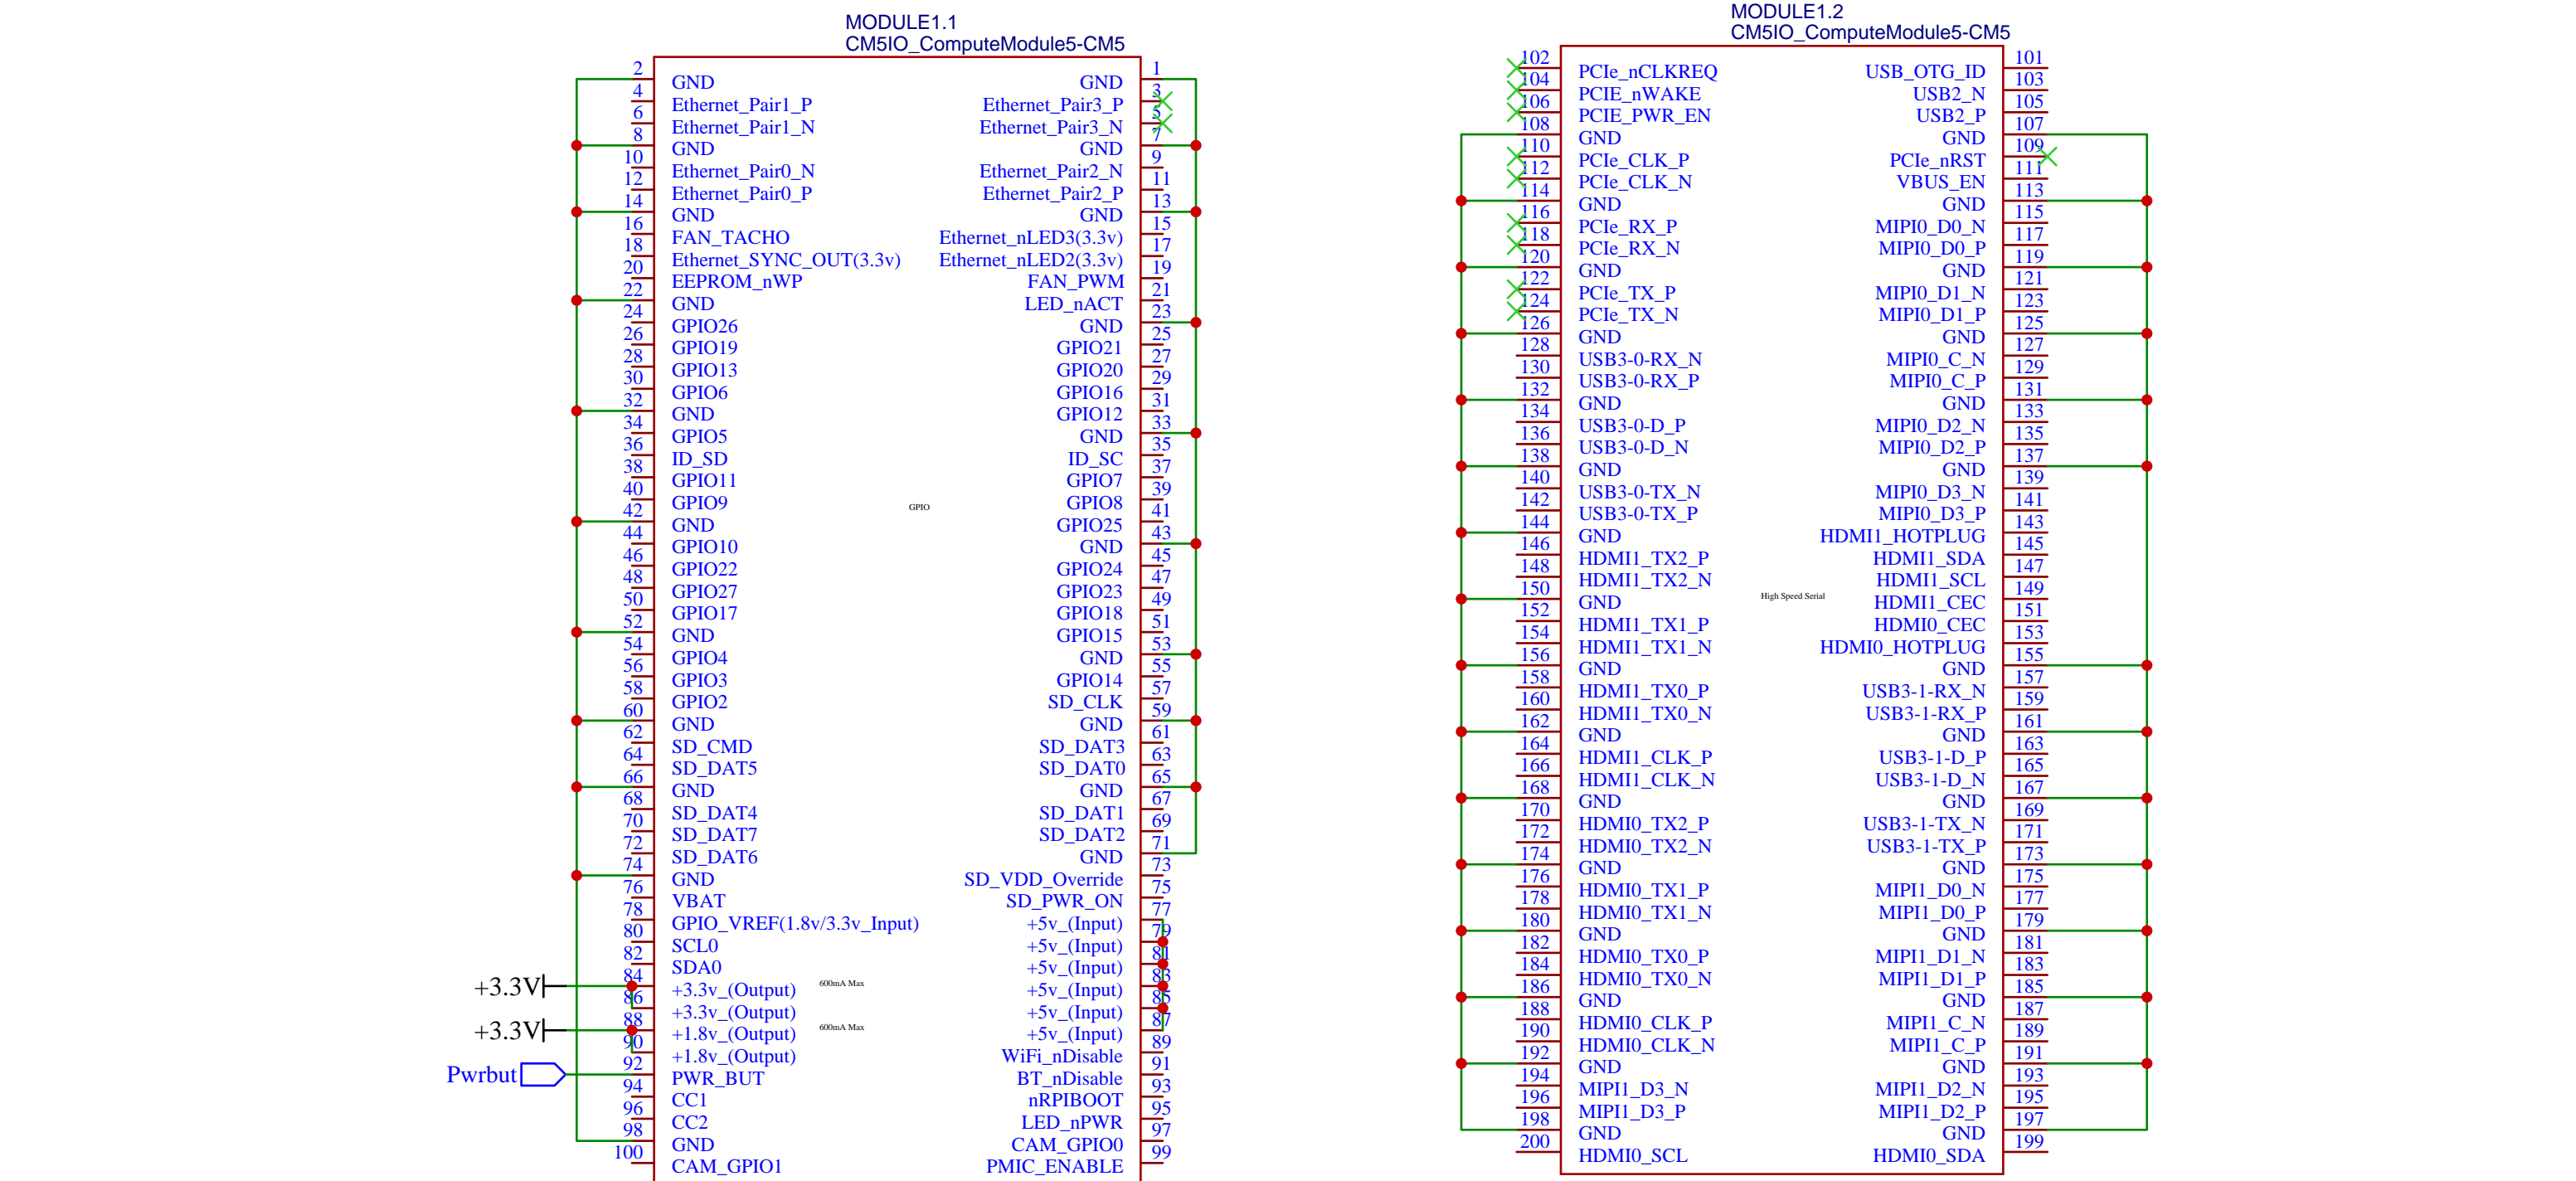 MODULE1.1
CM5IO_ComputeModule5-CM5
2 GND GND 1
4 Ethernet_Pair1_P Ethernet_Pair3_P 3
6 Ethernet_Pair1_N Ethernet_Pair3_N 5
8 GND GND 7
10 Ethernet_Pair0_N Ethernet_Pair2_N 9
12 Ethernet_Pair0_P Ethernet_Pair2_P 11
14 GND GND 13
16 FAN_TACHO Ethernet_nLED3(3.3v) 15
18 Ethernet_SYNC_OUT(3.3v) Ethernet_nLED2(3.3v) 17
20 EEPROM_nWP FAN_PWM 19
22 GND LED_nACT 21
24 GPIO26 GND 23
26 GPIO19 GPIO21 25
28 GPIO13 GPIO20 27
30 GPIO6 GPIO16 29
32 GND GPIO12 31
34 GPIO5 GND 33
36 ID_SD ID_SC 35
38 GPIO11 GPIO7 37
40 GPIO9 GPIO GPIO8 39
42 GND GPIO25 41
44 GPIO10 GND 43
46 GPIO22 GPIO24 45
48 GPIO27 GPIO23 47
50 GPIO17 GPIO18 49
52 GND GPIO15 51
54 GPIO4 GND 53
56 GPIO3 GPIO14 55
58 GPIO2 SD_CLK 57
60 GND GND 59
62 SD_CMD SD_DAT3 61
64 SD_DAT5 SD_DAT0 63
66 GND GND 65
68 SD_DAT4 SD_DAT1 67
70 SD_DAT7 SD_DAT2 69
72 SD_DAT6 GND 71
74 GND SD_VDD_Override 73
76 VBAT SD_PWR_ON 75
78 GPIO_VREF(1.8v/3.3v_Input) +5v_(Input) 77
80 SCL0 +5v_(Input) 79
82 SDA0 +5v_(Input) 81
+3.3V 84 +3.3v_(Output) 600mA Max +5v_(Input) 83
86 +3.3v_(Output) +5v_(Input) 85
+3.3V 88 +1.8v_(Output) 600mA Max +5v_(Input) 87
90 +1.8v_(Output) WiFi_nDisable 89
Pwrbut 92 PWR_BUT BT_nDisable 91
94 CC1 nRPIBOOT 93
96 CC2 LED_nPWR 95
98 GND CAM_GPIO0 97
100 CAM_GPIO1 PMIC_ENABLE 99
MODULE1.2
CM5IO_ComputeModule5-CM5
102 PCIe_nCLKREQ USB_OTG_ID 101
104 PCIE_nWAKE USB2_N 103
106 PCIE_PWR_EN USB2_P 105
108 GND GND 107
110 PCIe_CLK_P PCIe_nRST 109
112 PCIe_CLK_N VBUS_EN 111
114 GND GND 113
116 PCIe_RX_P MIPI0_D0_N 115
118 PCIe_RX_N MIPI0_D0_P 117
120 GND GND 119
122 PCIe_TX_P MIPI0_D1_N 121
124 PCIe_TX_N MIPI0_D1_P 123
126 GND GND 125
128 USB3-0-RX_N MIPI0_C_N 127
130 USB3-0-RX_P MIPI0_C_P 129
132 GND GND 131
134 USB3-0-D_P MIPI0_D2_N 133
136 USB3-0-D_N MIPI0_D2_P 135
138 GND GND 137
140 USB3-0-TX_N MIPI0_D3_N 139
142 USB3-0-TX_P MIPI0_D3_P 141
144 GND HDMI1_HOTPLUG 143
146 HDMI1_TX2_P HDMI1_SDA 145
148 HDMI1_TX2_N HDMI1_SCL 147
150 GND High Speed Serial HDMI1_CEC 149
152 HDMI1_TX1_P HDMI0_CEC 151
154 HDMI1_TX1_N HDMI0_HOTPLUG 153
156 GND GND 155
158 HDMI1_TX0_P USB3-1-RX_N 157
160 HDMI1_TX0_N USB3-1-RX_P 159
162 GND GND 161
164 HDMI1_CLK_P USB3-1-D_P 163
166 HDMI1_CLK_N USB3-1-D_N 165
168 GND GND 167
170 HDMI0_TX2_P USB3-1-TX_N 169
172 HDMI0_TX2_N USB3-1-TX_P 171
174 GND GND 173
176 HDMI0_TX1_P MIPI1_D0_N 175
178 HDMI0_TX1_N MIPI1_D0_P 177
180 GND GND 179
182 HDMI0_TX0_P MIPI1_D1_N 181
184 HDMI0_TX0_N MIPI1_D1_P 183
186 GND GND 185
188 HDMI0_CLK_P MIPI1_C_N 187
190 HDMI0_CLK_N MIPI1_C_P 189
192 GND GND 191
194 MIPI1_D3_N MIPI1_D2_N 193
196 MIPI1_D3_P MIPI1_D2_P 195
198 GND GND 197
200 HDMI0_SCL HDMI0_SDA 199